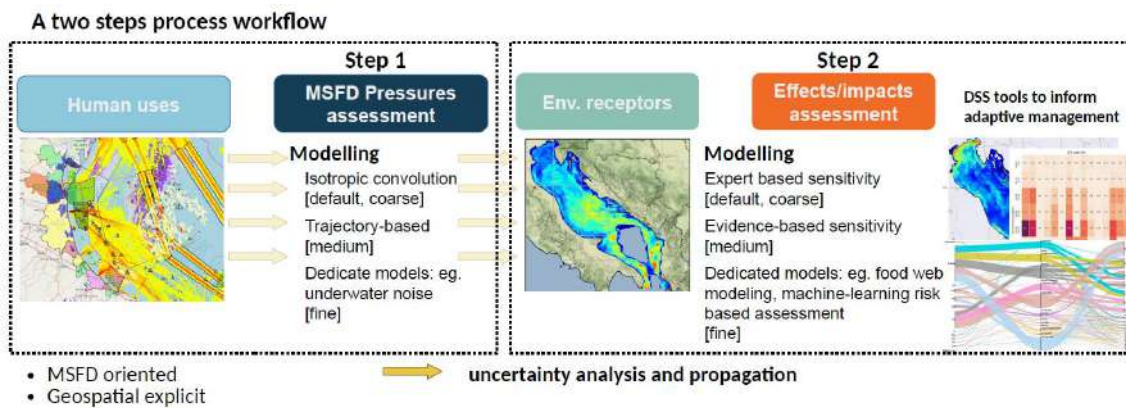 A two steps process workflow
Step 1
Human uses
MSFD Pressures
assessment
Modelling
Isotropic convolution
[default, coarse]
Trajectory-based
[medium]
Dedicate models: eg.
underwater noise
[fine]
Step 2
Env. receptors
Effects/impacts
assessment
DSS tools to inform
adaptive management
Modelling
Expert based sensitivity
[default, coarse]
Evidence-based sensitivity
[medium]
Dedicated models: eg. food web
modeling, machine-learning risk
based assessment
[fine]
• MSFD oriented
• Geospatial explicit
uncertainty analysis and propagation